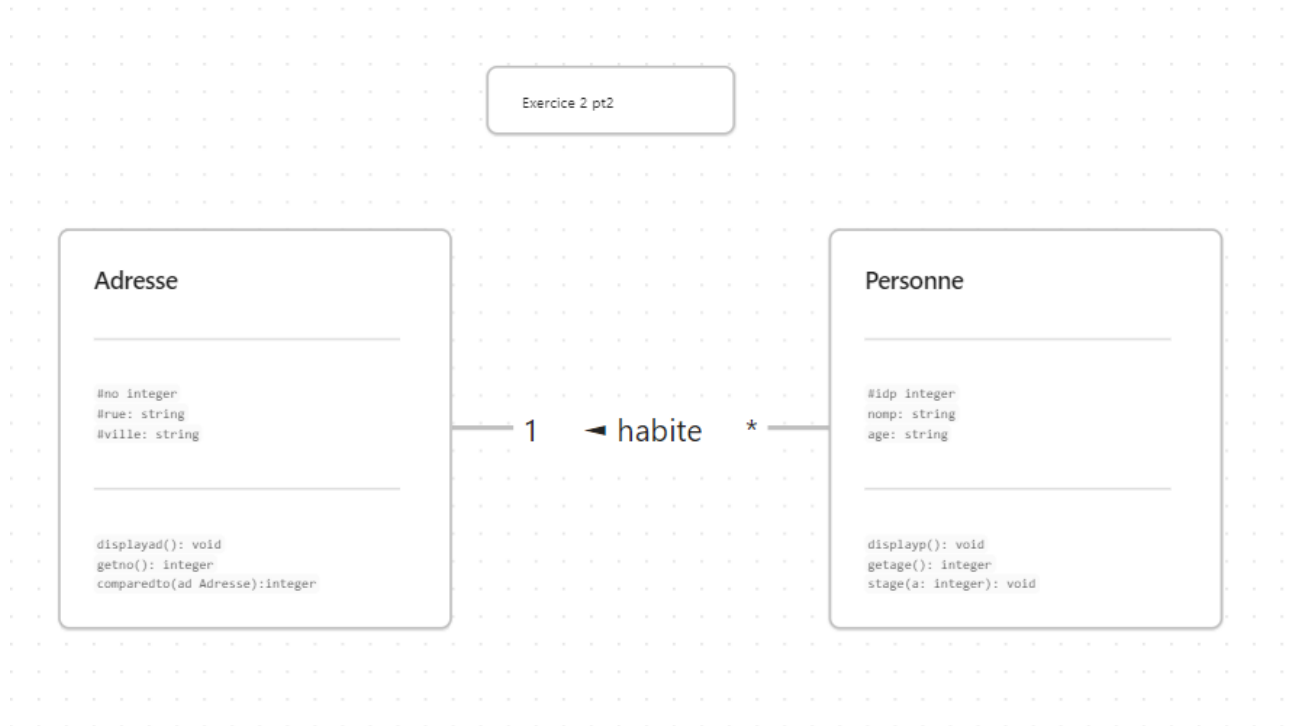 Exercice 2 pt2
Adresse
#no integer
#rue: string
#ville: string
displayad(): void
getno(): integer
comparedto(ad Adresse):integer
1 ◄ habite *
Personne
#idp integer
nomp: string
age: string
displayp(): void
getage(): integer
stage(a: integer): void